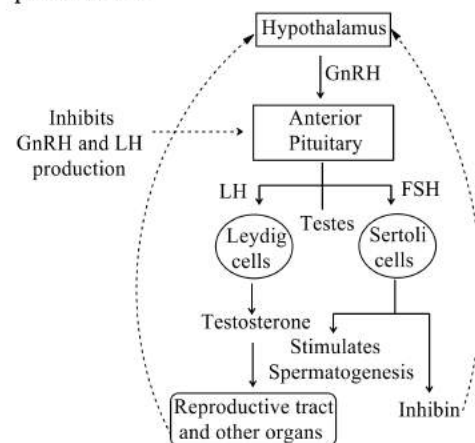 Hypothalamus
GnRH
Inhibits
GnRH and LH
production
Anterior
Pituitary
LH
FSH
Testes
Leydig
cells
Sertoli
cells
Testosterone
Stimulates
Spermatogenesis
Reproductive tract
and other organs
Inhibin